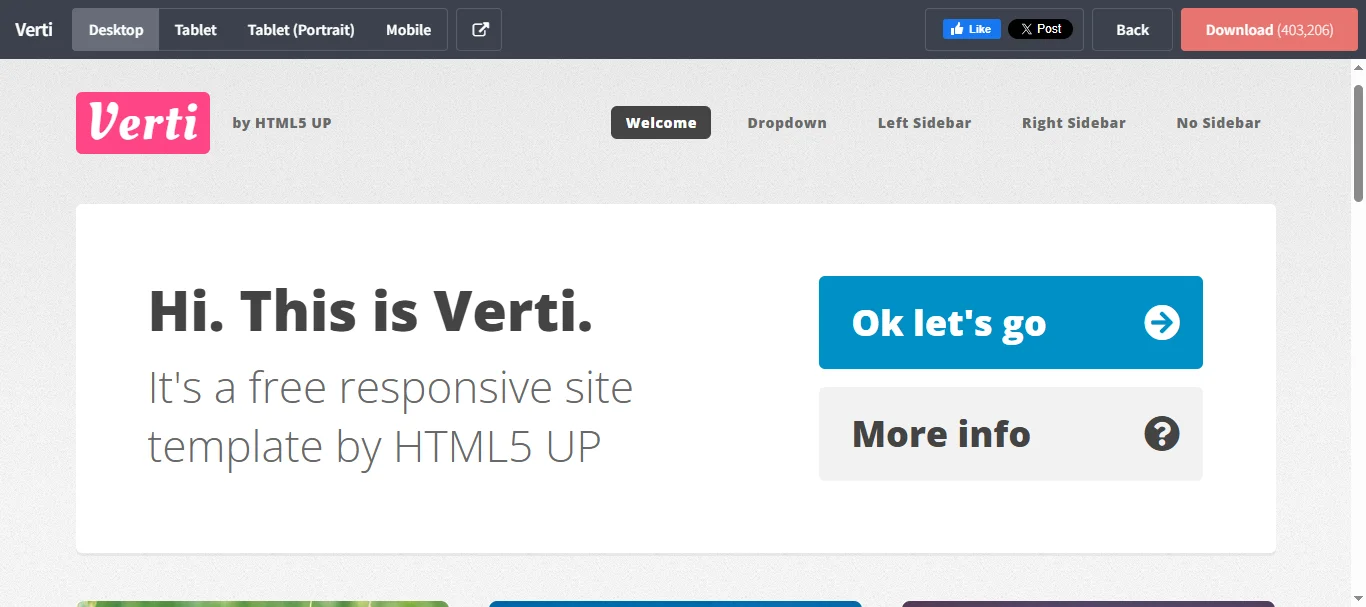 Verti Desktop Tablet Tablet (Portrait) Mobile Like Post Back Download (403,206)
Verti by HTML5 UP Welcome Dropdown Left Sidebar Right Sidebar No Sidebar
Hi. This is Verti.
It's a free responsive site
template by HTML5 UP
Ok let's go
More info